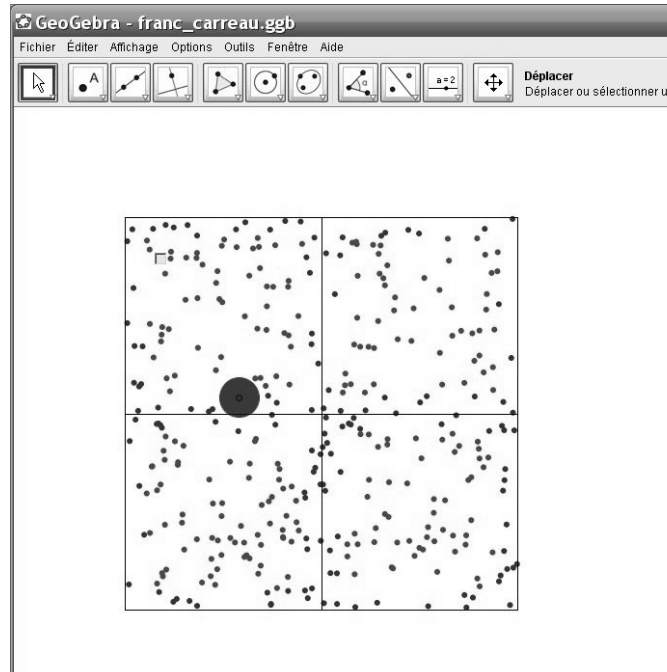 GeoGebra - franc_carreau.ggb
Fichier Éditer Affichage Options Outils Fenêtre Aide
A
α
a=2
Déplacer
Déplacer ou sélectionner u